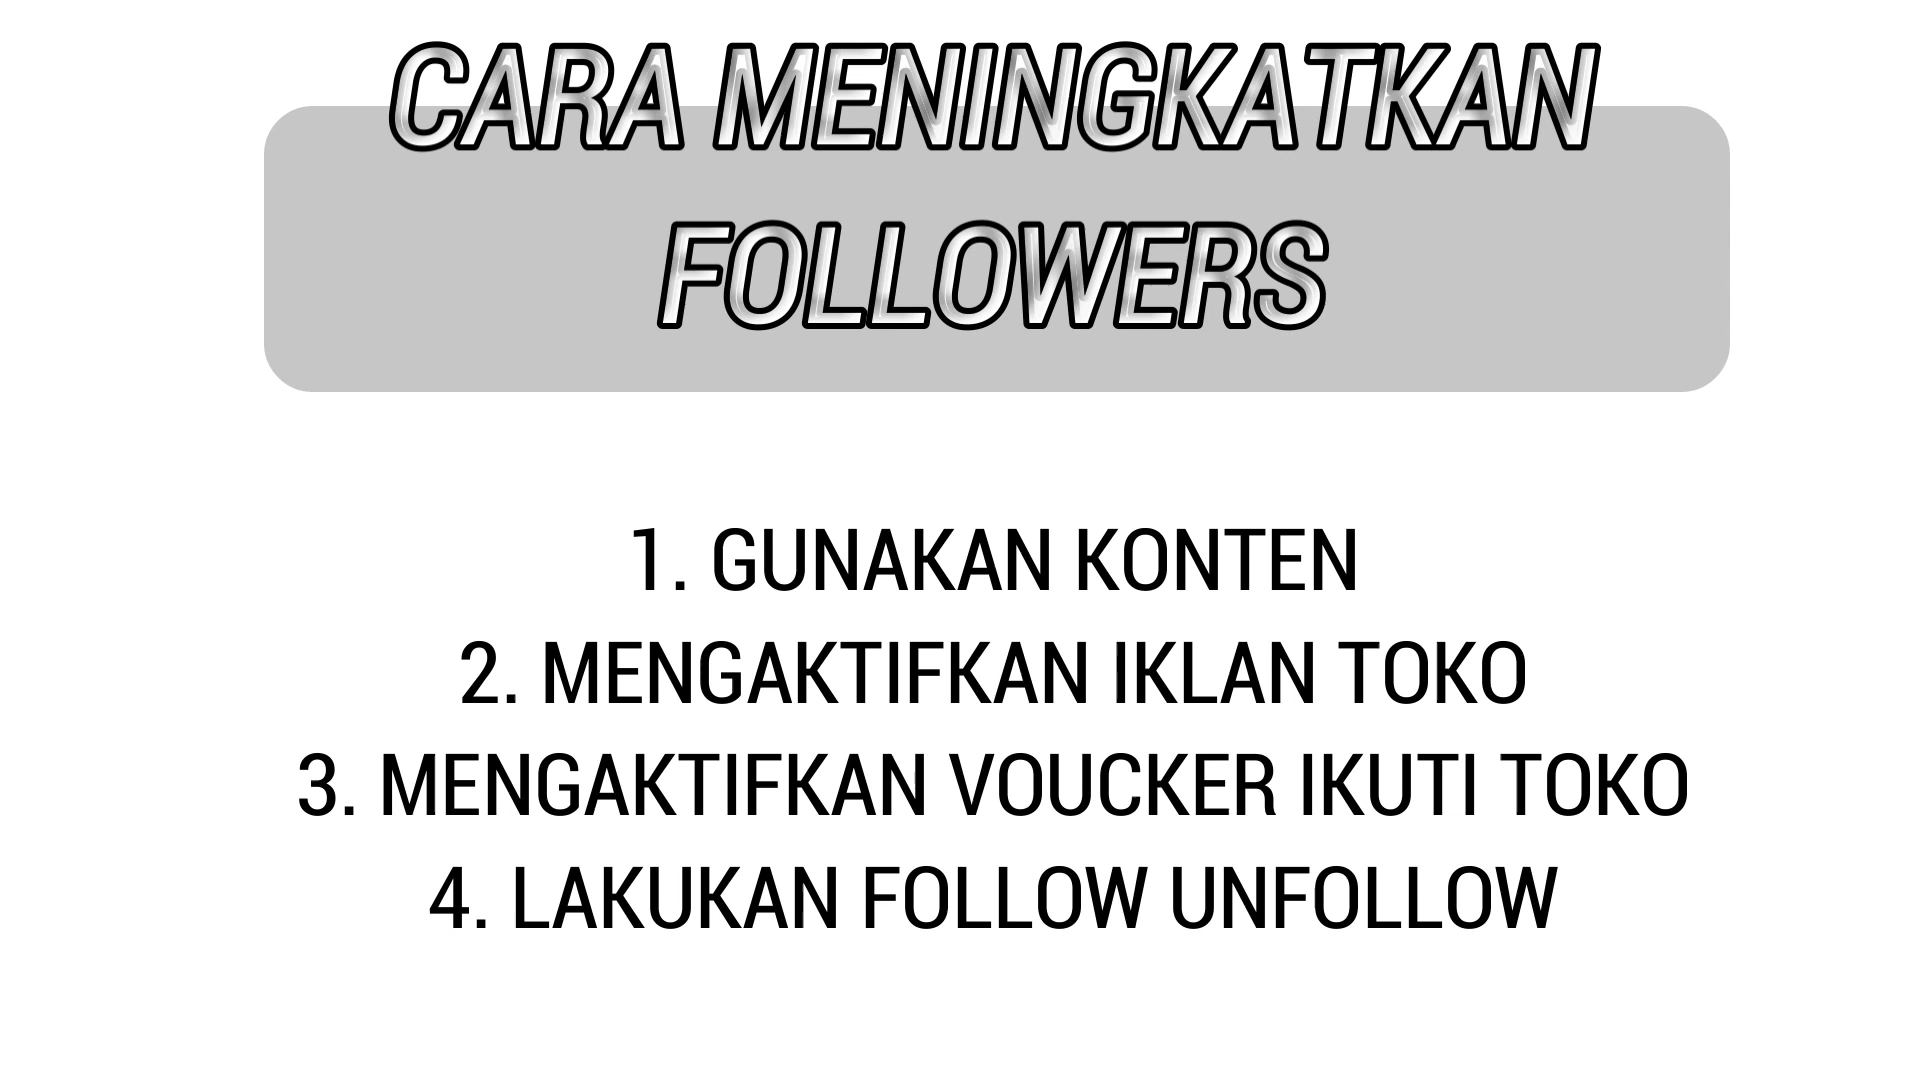 CARA MENINGKATKAN
FOLLOWERS
1. GUNAKAN KONTEN
2. MENGAKTIFKAN IKLAN TOKO
3. MENGAKTIFKAN VOUCKER IKUTI TOKO
4. LAKUKAN FOLLOW UNFOLLOW